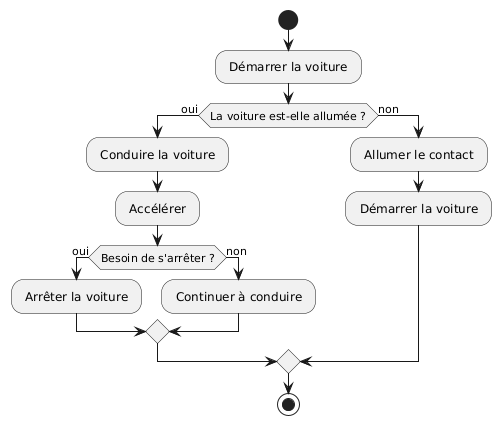 Démarrer la voiture
La voiture est-elle allumée ?
oui
non
Conduire la voiture
Allumer le contact
Accélérer
Démarrer la voiture
Besoin de s'arrêter ?
oui
non
Arrêter la voiture
Continuer à conduire